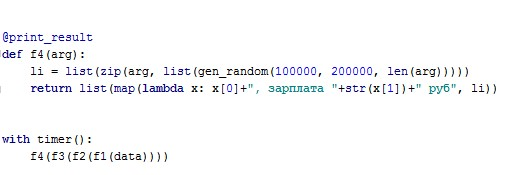 @print_result
def f4(arg):
    li = list(zip(arg, list(gen_random(100000, 200000, len(arg)))))
    return list(map(lambda x: x[0]+", зарплата "+str(x[1])+" руб", li))
with timer():
    f4(f3(f2(f1(data))))